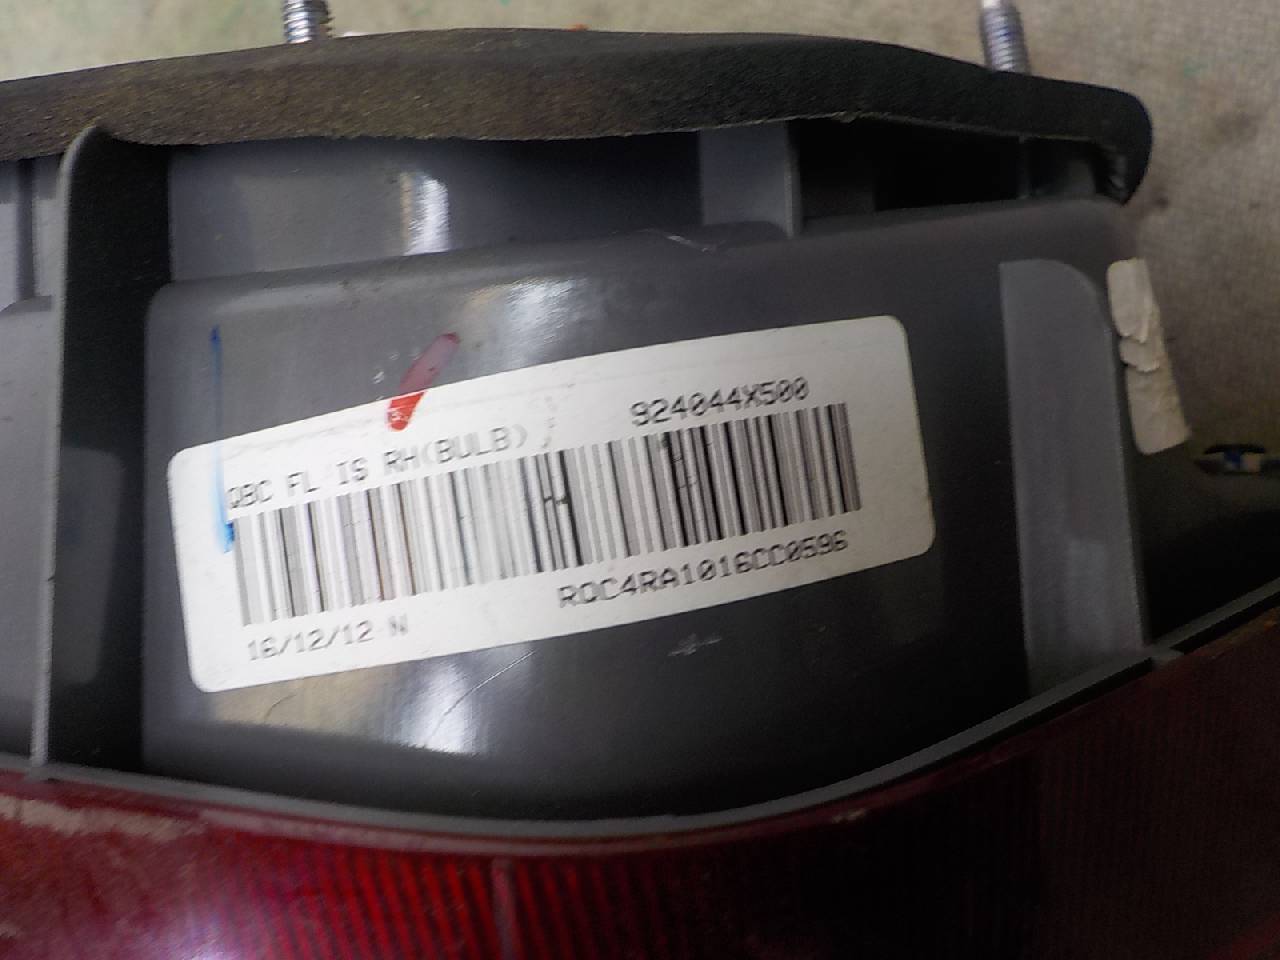 924044X500
QBC FL IS RH(BULB)
RQC4RA1016CC0596
16/12/12 N